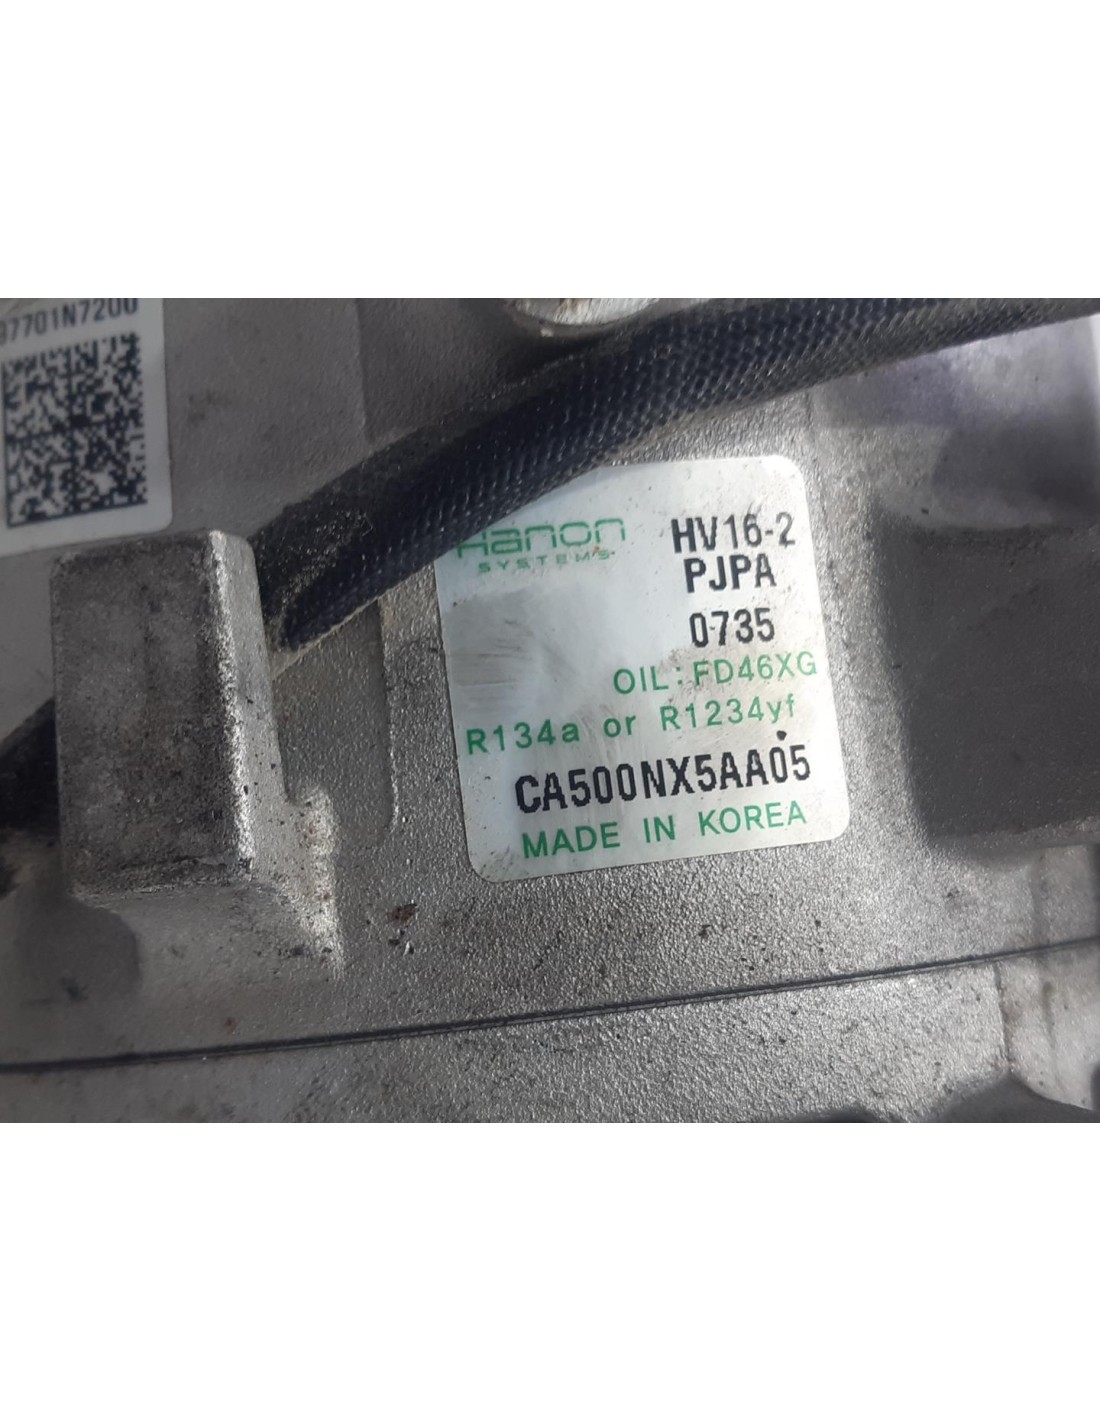 97701N7200
Hanon
SYSTEMS
HV16-2
PJPA
0735
OIL: FD46XG
R134a or R1234yf
CA500NX5AA05
MADE IN KOREA